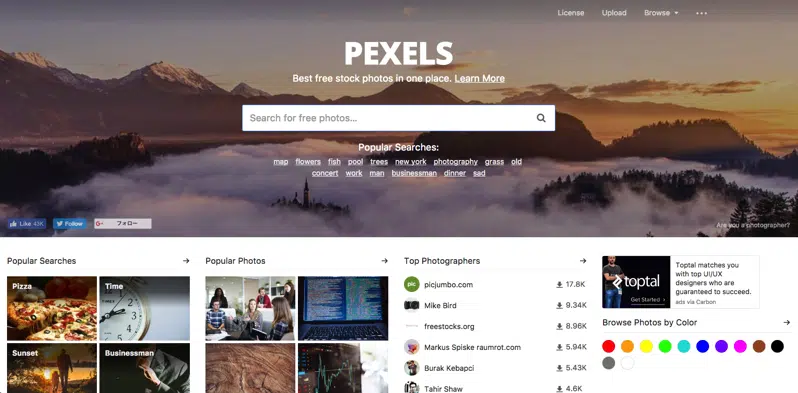 License Upload Browse
PEXELS
Best free stock photos in one place. Learn More
Search for free photos...
Popular Searches:
map flowers fish pool trees new york photography grass old
concert work man businessman dinner sad
Like 43K Follow G+ フォロー
Are you a photographer?
Popular Searches
Pizza
Time
Sunset
Businessman
Popular Photos
Top Photographers
pic picjumbo.com 17.8K
Mike Bird 9.34K
freestocks.org 8.96K
Markus Spiske raumrot.com 5.94K
Burak Kebapci 5.43K
Tahir Shaw 4.6K
toptal
Get Started
Toptal matches you
with top UI/UX
designers who are
guaranteed to succeed.
ads via Carbon
Browse Photos by Color